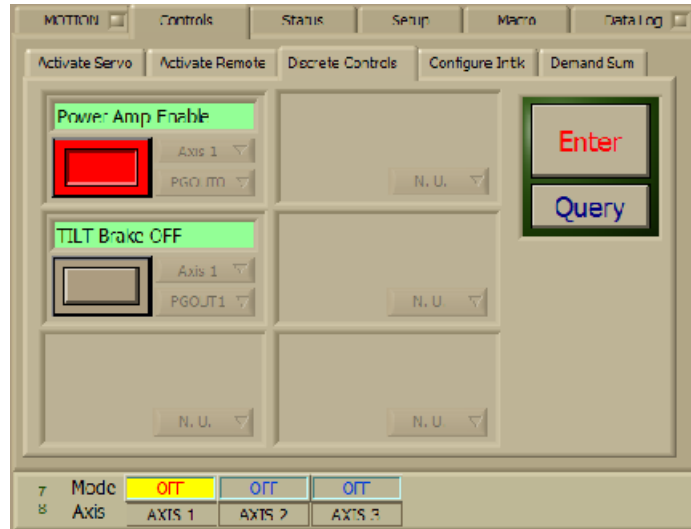 MOTION Controls Status Setup Macro Data Log
Activate Servo Activate Remote Discrete Controls Configure Intlk Demand Sum
Power Amp Enable
Axis 1
PGOUT0
N. U.
Enter
Query
TILT Brake OFF
Axis 1
PGOUT1
N. U.
N. U.
N. U.
7 Mode OFF OFF OFF
8 Axis AXIS 1 AXIS 2 AXIS 3